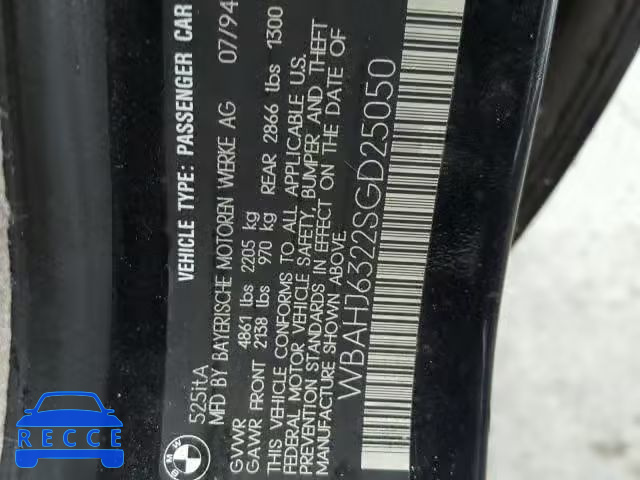 525itA VEHICLE TYPE: PASSENGER CAR
MFD BY BAYERISCHE MOTOREN WERKE AG 07/94
GVWR 4861 lbs 2205 kg
GAWR FRONT 2138 lbs 970 kg REAR 2866 lbs 1300
THIS VEHICLE CONFORMS TO ALL APPLICABLE U.S.
FEDERAL MOTOR VEHICLE SAFETY, BUMPER AND THEFT
PREVENTION STANDARDS IN EFFECT ON THE DATE OF
MANUFACTURE SHOWN ABOVE.
WBAHJ6322SGD25050
BMW
RECCE